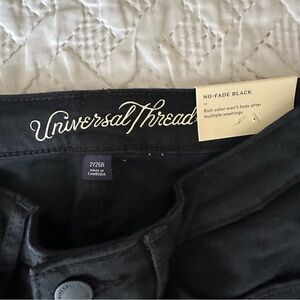 Universal Thread
NO-FADE BLACK
Rich color won't fade after
multiple washings
2/26R
MADE IN
CAMBODIA